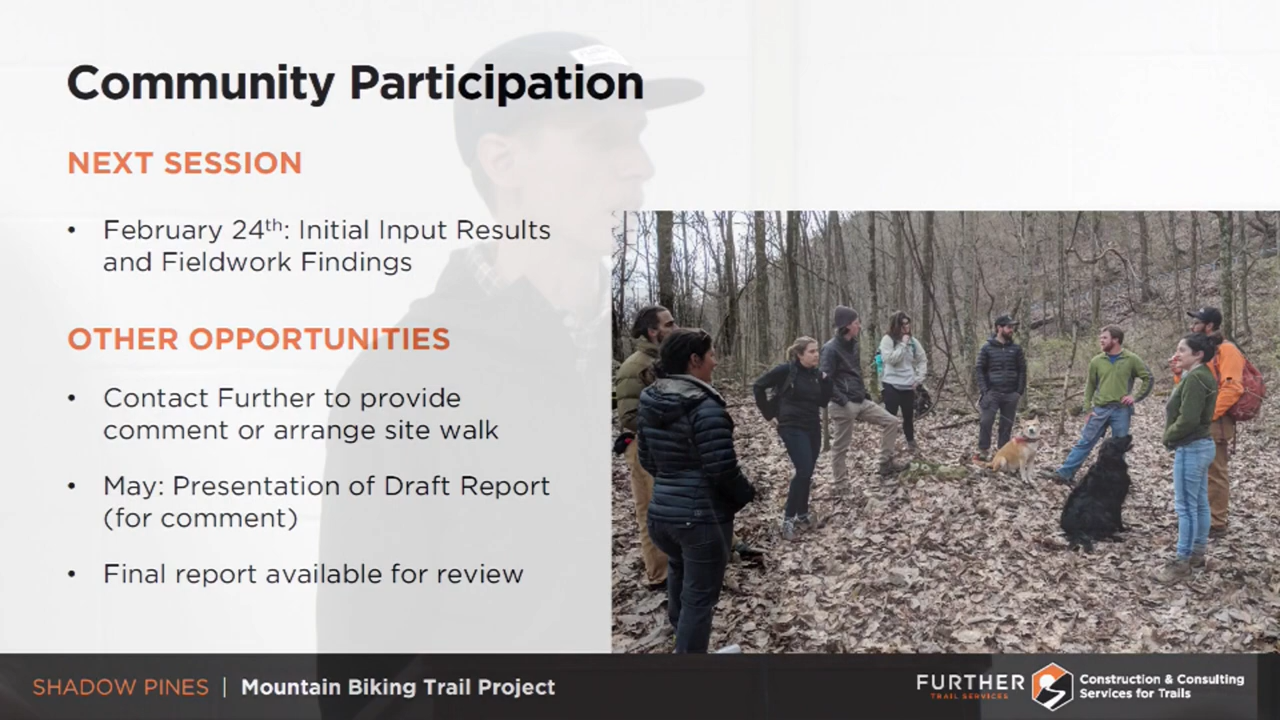 Community Participation
NEXT SESSION
• February 24th: Initial Input Results
and Fieldwork Findings
OTHER OPPORTUNITIES
• Contact Further to provide
comment or arrange site walk
• May: Presentation of Draft Report
(for comment)
• Final report available for review
SHADOW PINES | Mountain Biking Trail Project
FURTHER
TRAIL SERVICES
Construction & Consulting
Services for Trails